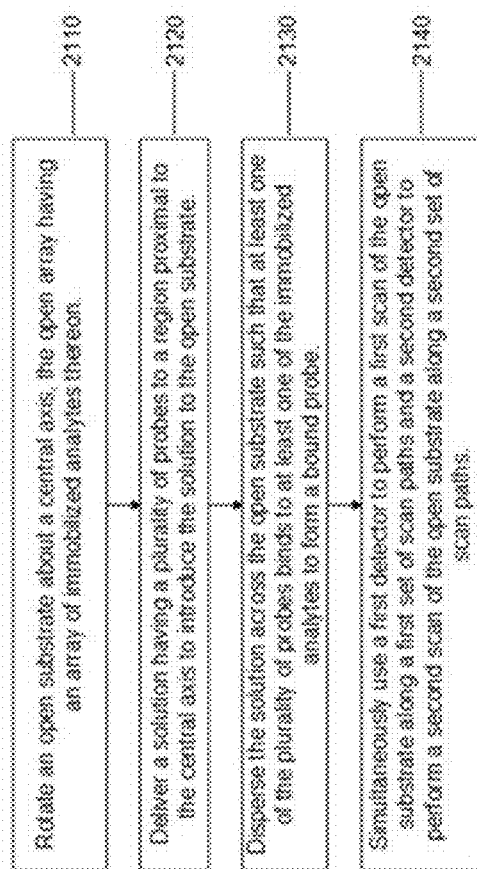 Rotate an open substrate about a central axis, the open array having
an array of immobilized analytes thereon.
2110
Deliver a solution having a plurality of probes to a region proximal to
the central axis to introduce the solution to the open substrate.
2120
Disperse the solution across the open substrate such that at least one
of the plurality of probes binds to at least one of the immobilized
analytes to form a bound probe.
2130
Simultaneously use a first detector to perform a first scan of the open
substrate along a first set of scan paths and a second detector to
perform a second scan of the open substrate along a second set of
scan paths.
2140